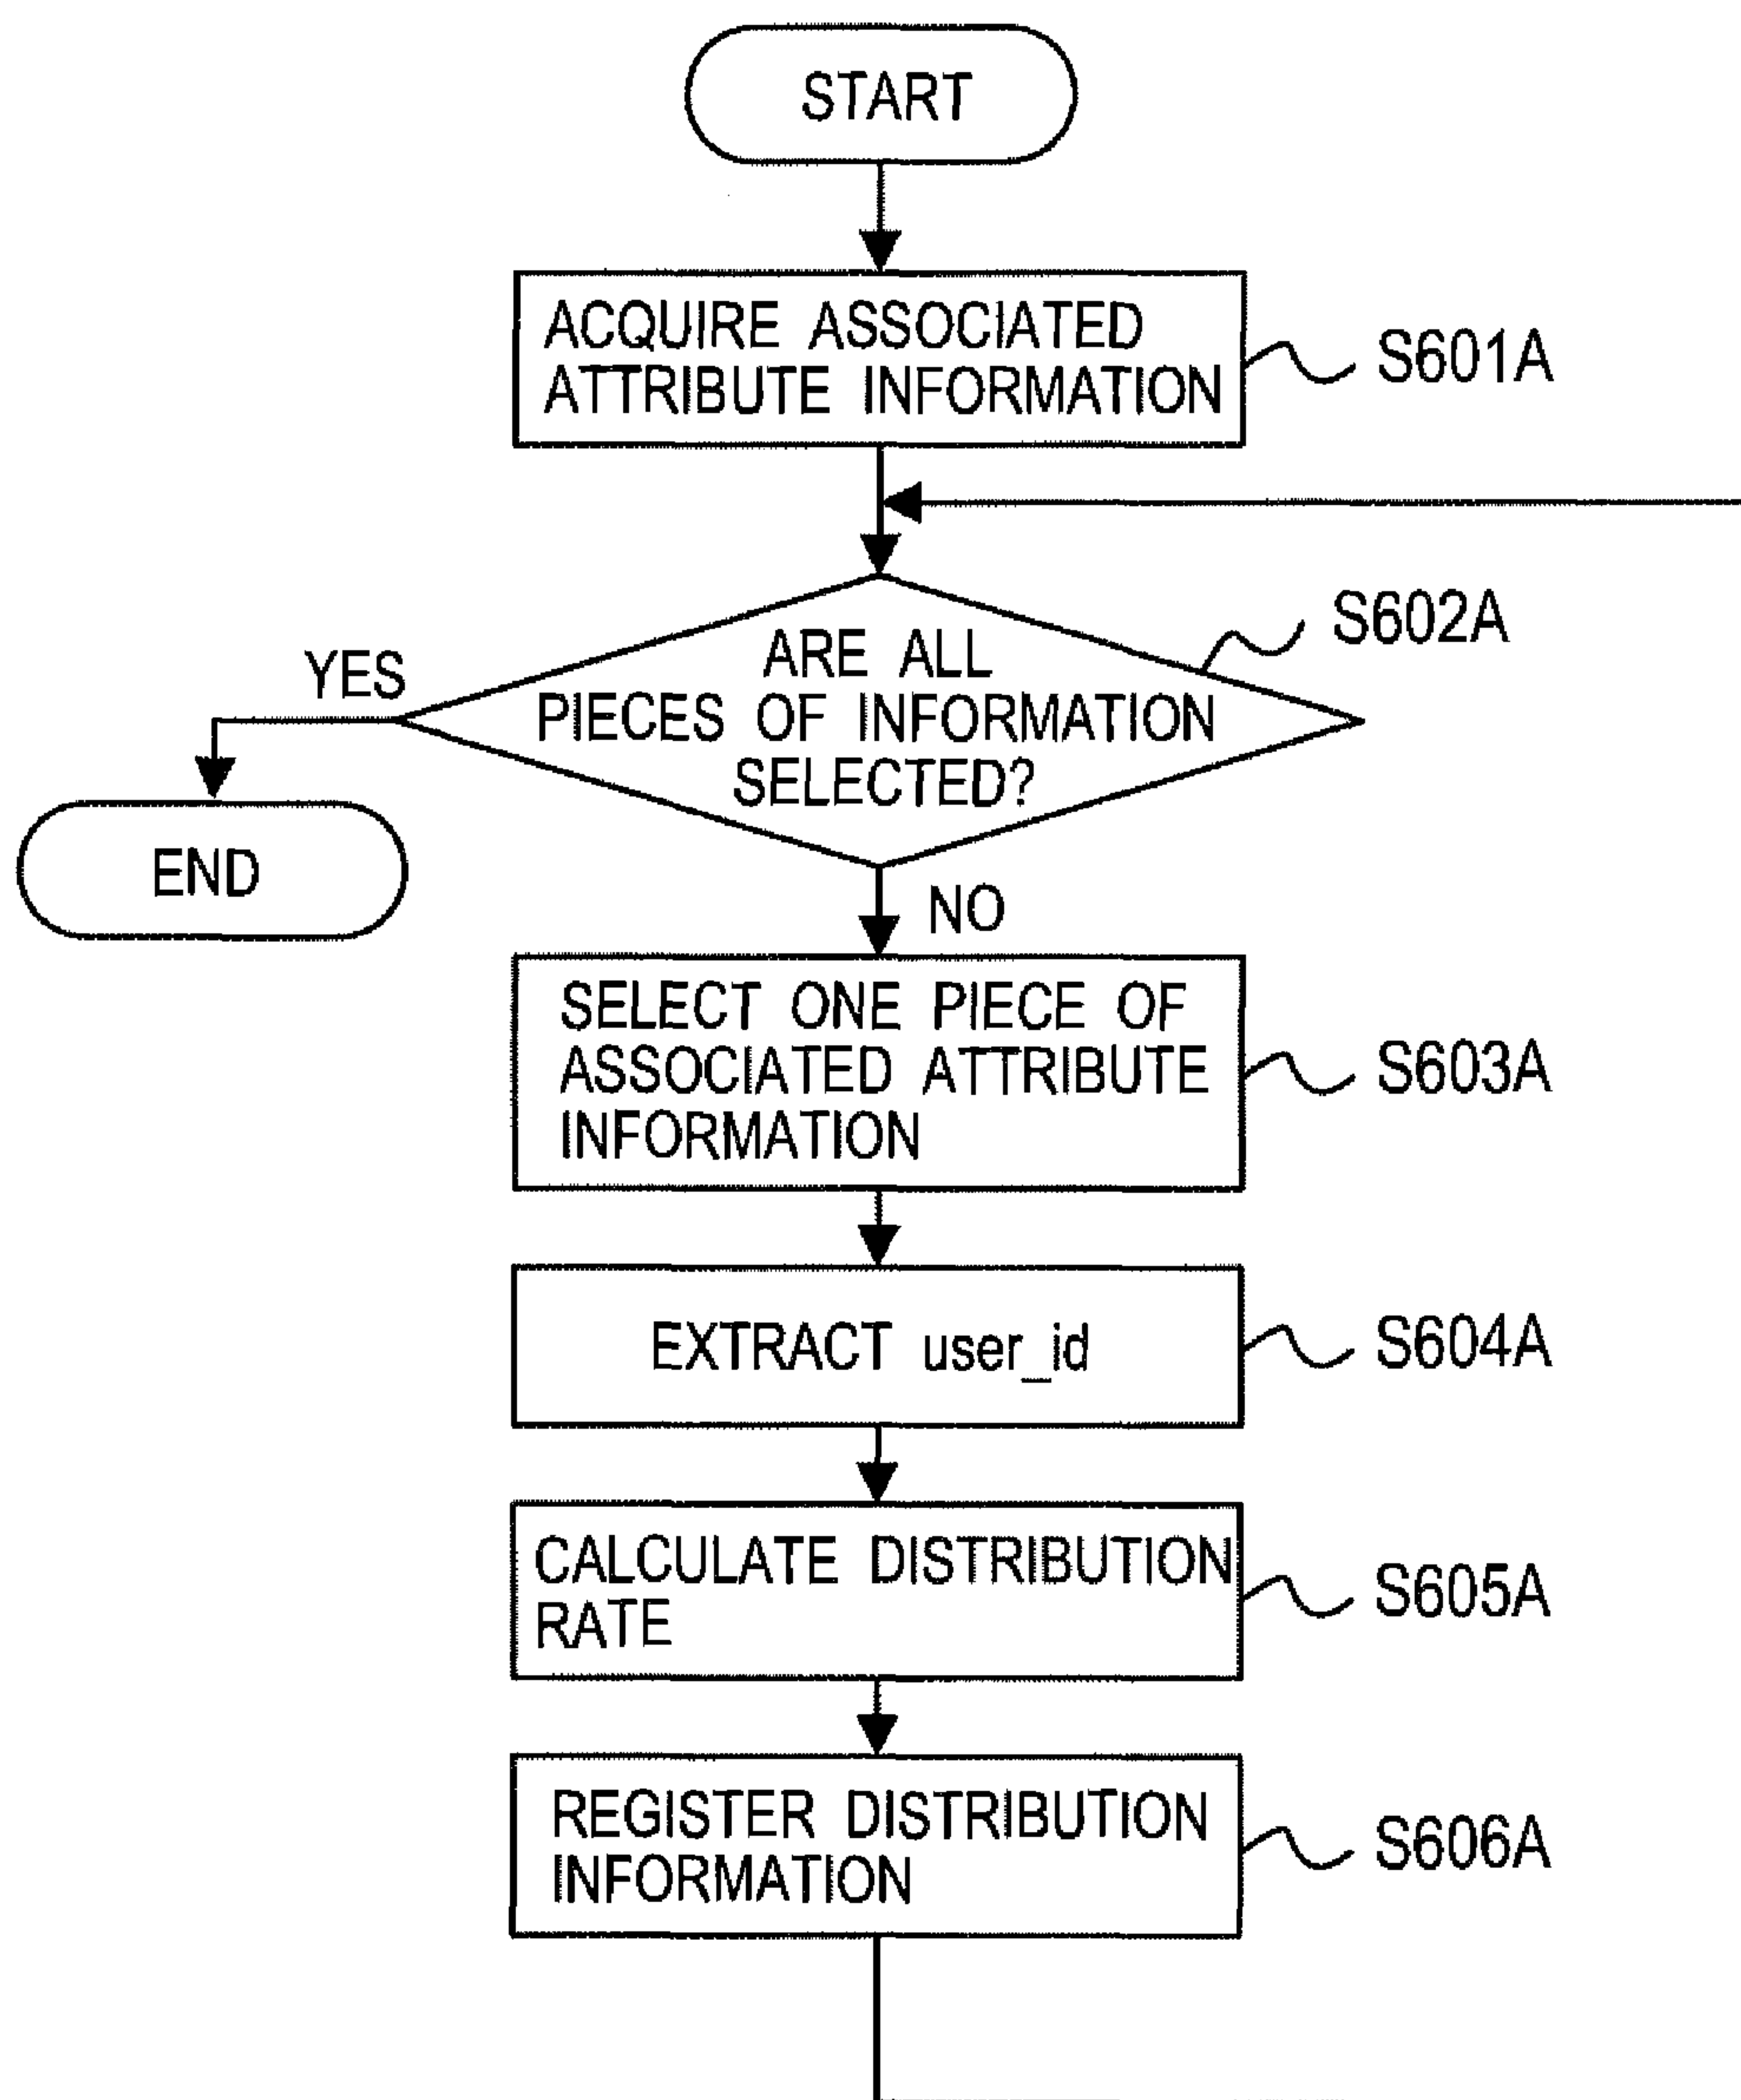 START
ACQUIRE ASSOCIATED
ATTRIBUTE INFORMATION
S601A
S602A
ARE ALL
PIECES OF INFORMATION
SELECTED?
YES
END
NO
SELECT ONE PIECE OF
ASSOCIATED ATTRIBUTE
INFORMATION
S603A
EXTRACT user_id
S604A
CALCULATE DISTRIBUTION
RATE
S605A
REGISTER DISTRIBUTION
INFORMATION
S606A